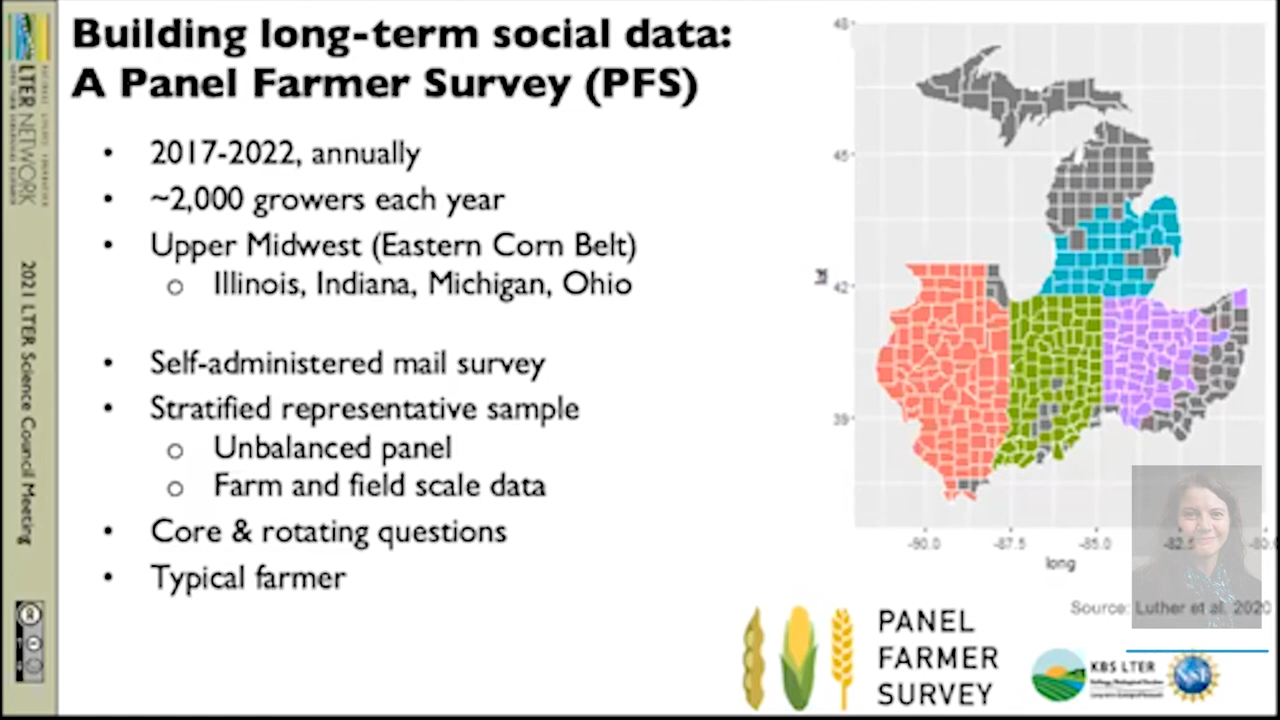 Building long-term social data:
A Panel Farmer Survey (PFS)
• 2017-2022, annually
• ~2,000 growers each year
• Upper Midwest (Eastern Corn Belt)
o Illinois, Indiana, Michigan, Ohio
• Self-administered mail survey
• Stratified representative sample
o Unbalanced panel
o Farm and field scale data
• Core & rotating questions
• Typical farmer
48
45
42
39
lat
-90.0 -87.5 -85.0 -82.5 -80.
long
Source: Luther et al. 2020
PANEL
FARMER
SURVEY
KBS LTER
NSF
LTER NETWORK
2021 LTER Science Council Meeting
cc